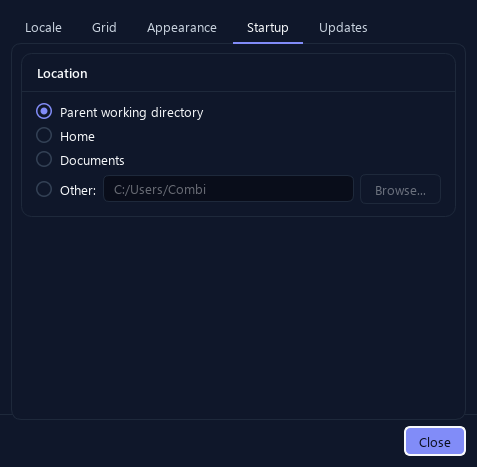 Locale Grid Appearance Startup Updates
Location
Parent working directory
Home
Documents
Other: C:/Users/Combi Browse...
Close